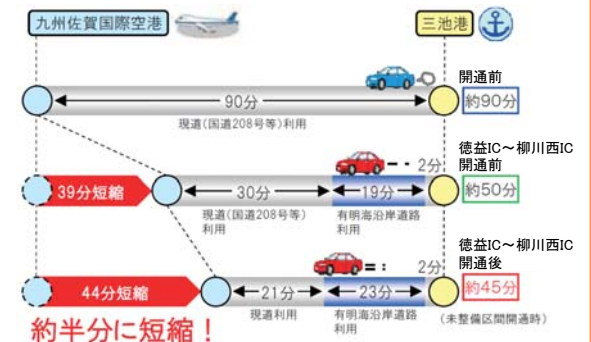 九州佐賀国際空港
三池港
開通前
90分
約90分
現道(国道208号等)利用
徳益IC～柳川西IC
開通前
2分
39分短縮
30分
19分
約50分
現道(国道208号等)
利用
有明海沿岸道路
利用
徳益IC～柳川西IC
開通後
2分
44分短縮
21分
23分
約45分
現道利用
有明海沿岸道路
利用
(未整備区間開通時)
約半分に短縮！